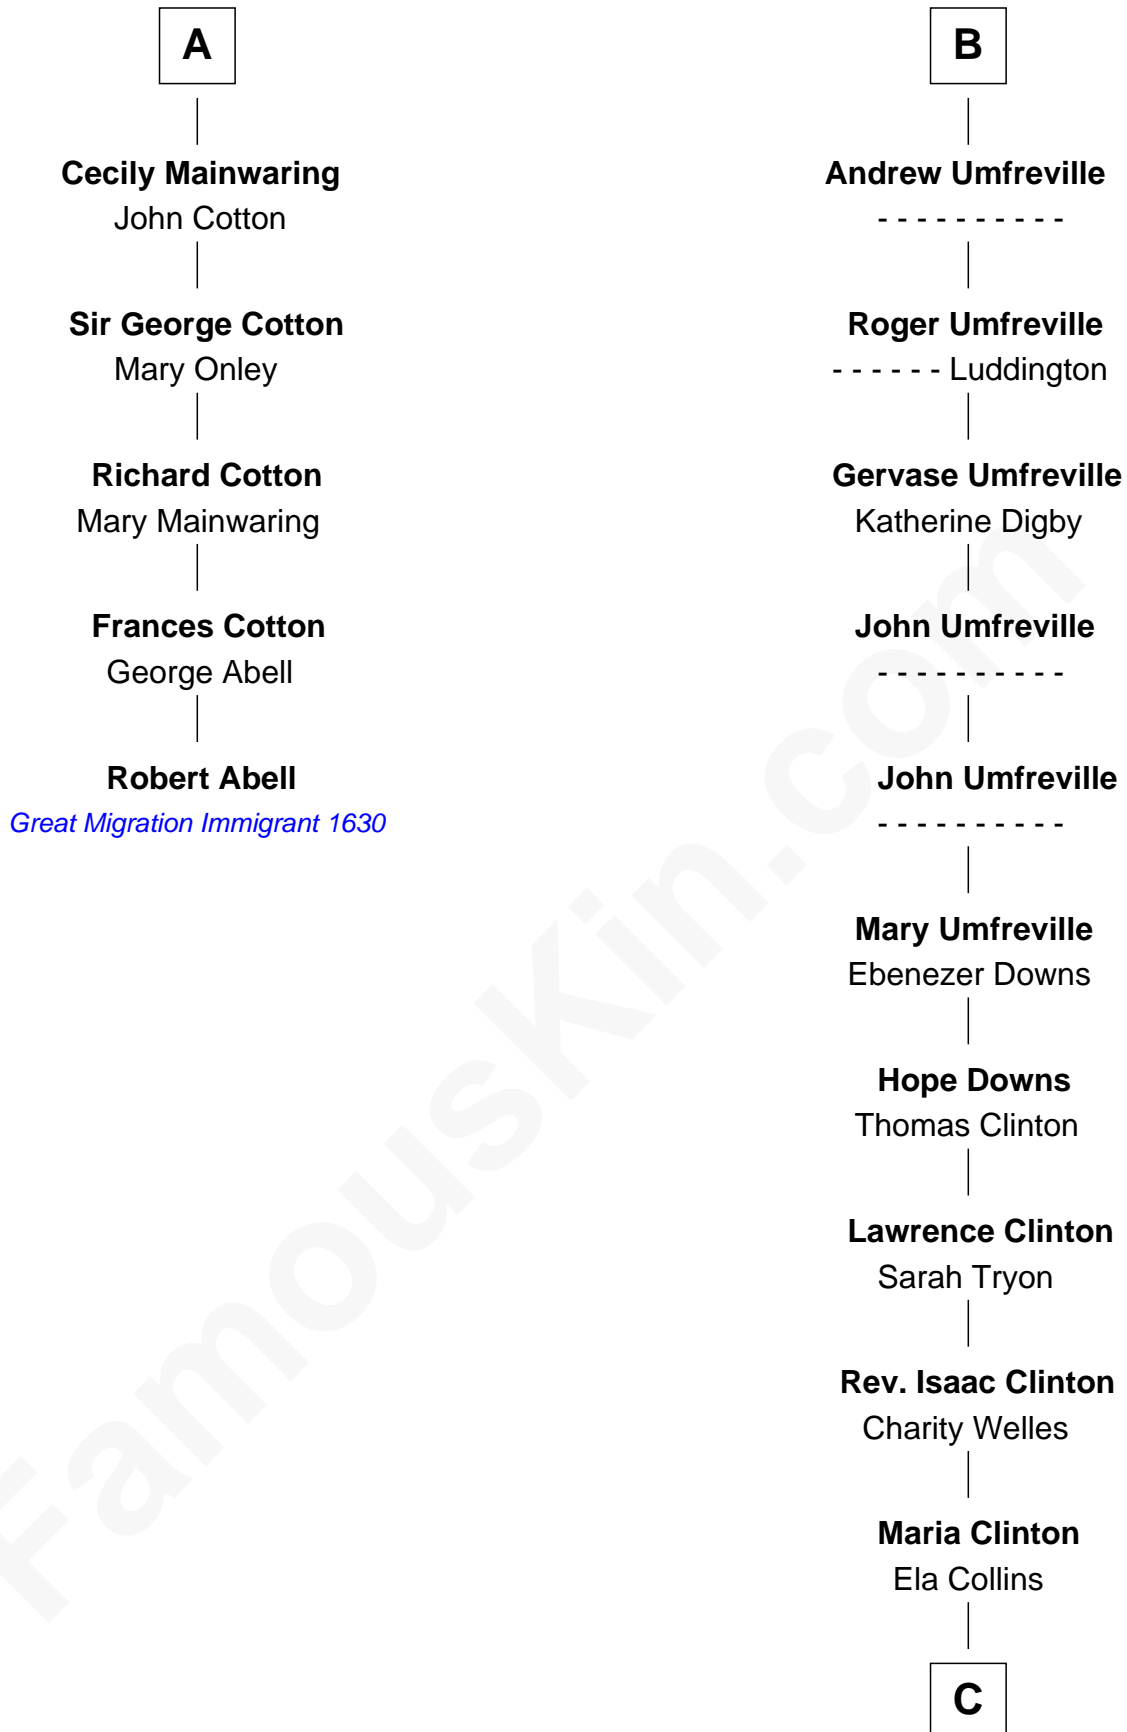 A
Cecily Mainwaring
John Cotton
Sir George Cotton
Mary Onley
Richard Cotton
Mary Mainwaring
Frances Cotton
George Abell
Robert Abell
Great Migration Immigrant 1630
B
Andrew Umfreville
- - - - - - - - - -
Roger Umfreville
- - - - - - Luddington
Gervase Umfreville
Katherine Digby
John Umfreville
- - - - - - - - - -
John Umfreville
- - - - - - - - - -
Mary Umfreville
Ebenezer Downs
Hope Downs
Thomas Clinton
Lawrence Clinton
Sarah Tryon
Rev. Isaac Clinton
Charity Welles
Maria Clinton
Ela Collins
C
FamousKin.com